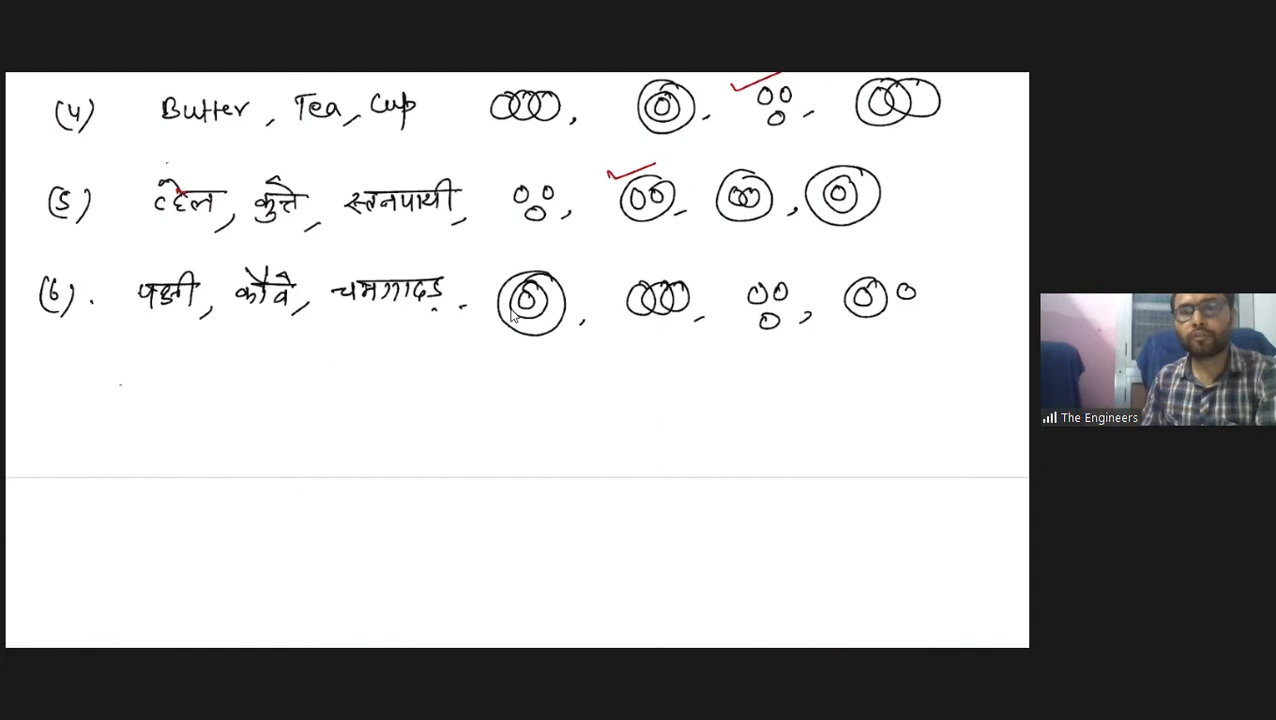 (4) Butter, Tea, Cup
(5) व्हेल, कुत्ते, स्तनपायी,
(6). पक्षी, कौवे, चमगादड़.
The Engineers